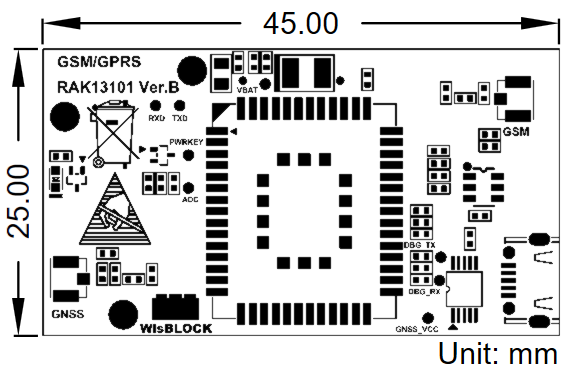 45.00
GSM/GPRS
RAK13101 Ver.B
VBAT
RXD TXD
GSM
PWRKEY
25.00
ADC
DBG_TX
DBG_RX
GNSS
WisBLOCK
GNSS_VCC
Unit: mm